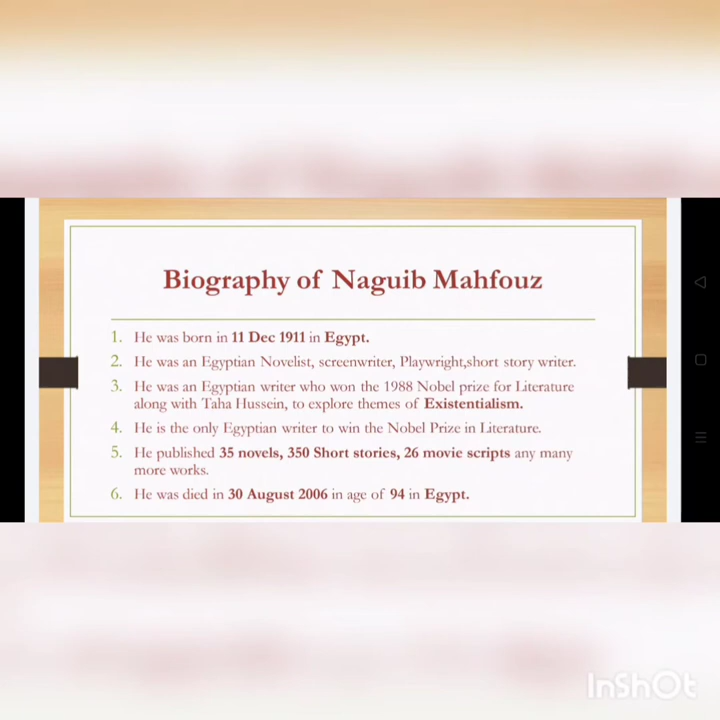 Biography of Naguib Mahfouz
1. He was born in 11 Dec 1911 in Egypt.
2. He was an Egyptian Novelist, screenwriter, Playwright,short story writer.
3. He was an Egyptian writer who won the 1988 Nobel prize for Literature
along with Taha Hussein, to explore themes of Existentialism.
4. He is the only Egyptian writer to win the Nobel Prize in Literature.
5. He published 35 novels, 350 Short stories, 26 movie scripts any many
more works.
6. He was died in 30 August 2006 in age of 94 in Egypt.
InShOt